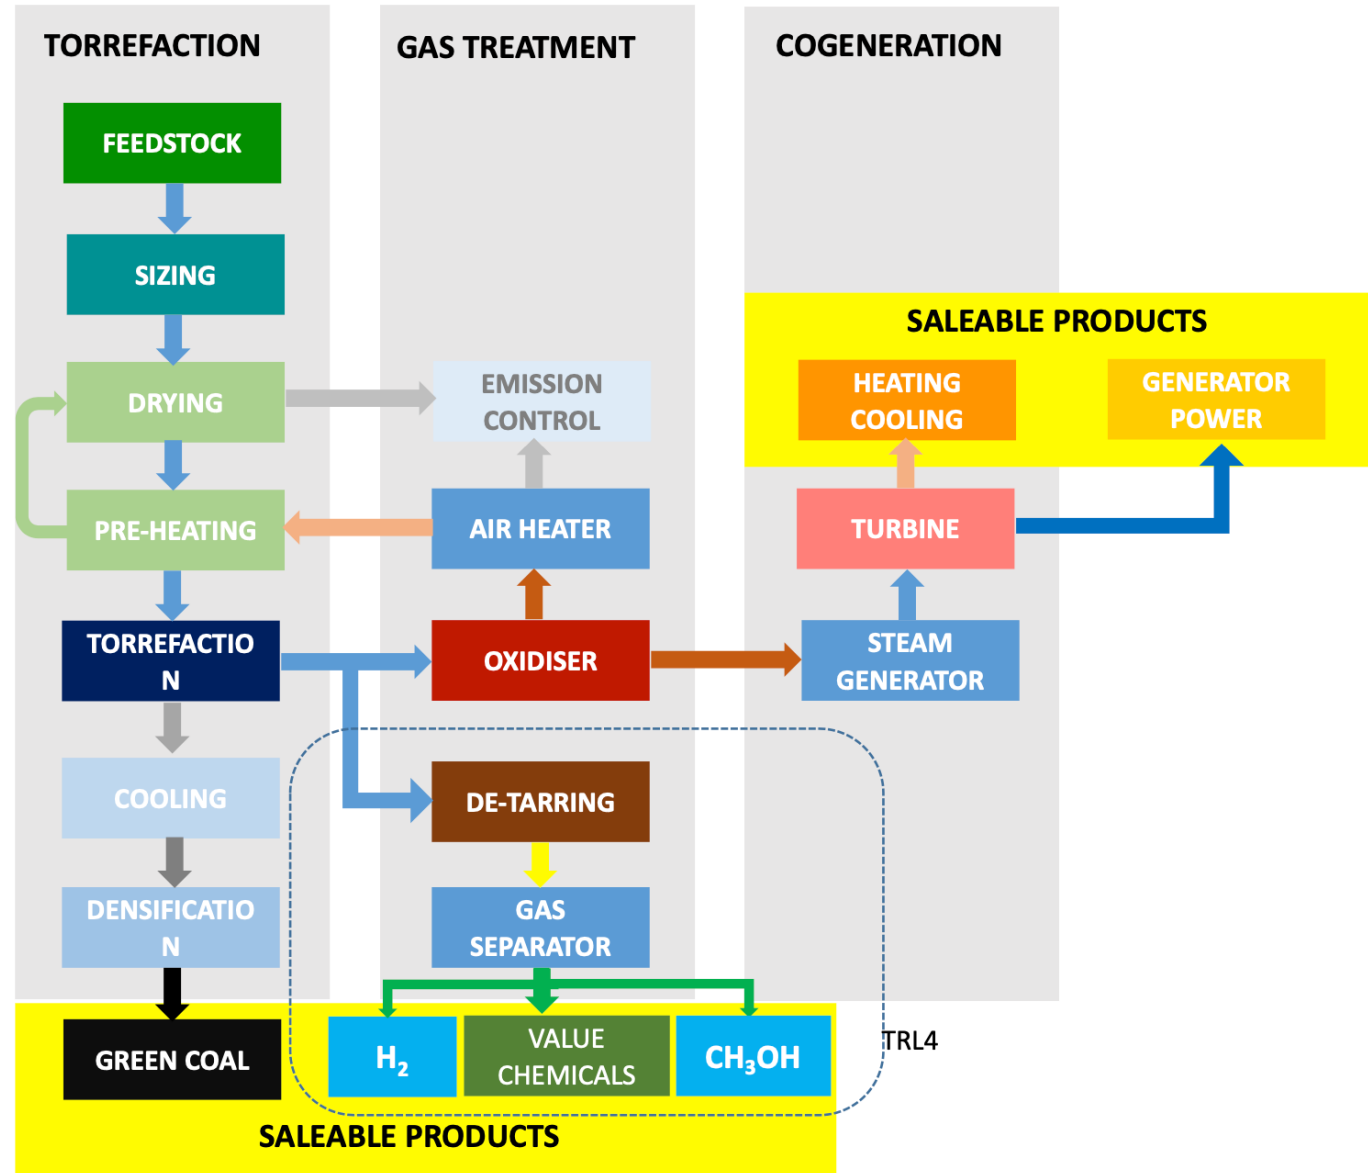 TORREFACTION
GAS TREATMENT
COGENERATION
FEEDSTOCK
SIZING
SALEABLE PRODUCTS
DRYING
EMISSION
CONTROL
HEATING
COOLING
GENERATOR
POWER
PRE-HEATING
AIR HEATER
TURBINE
TORREFACTIO
N
OXIDISER
STEAM
GENERATOR
COOLING
DE-TARRING
DENSIFICATIO
N
GAS
SEPARATOR
GREEN COAL
H₂
VALUE
CHEMICALS
CH₃OH
TRL4
SALEABLE PRODUCTS